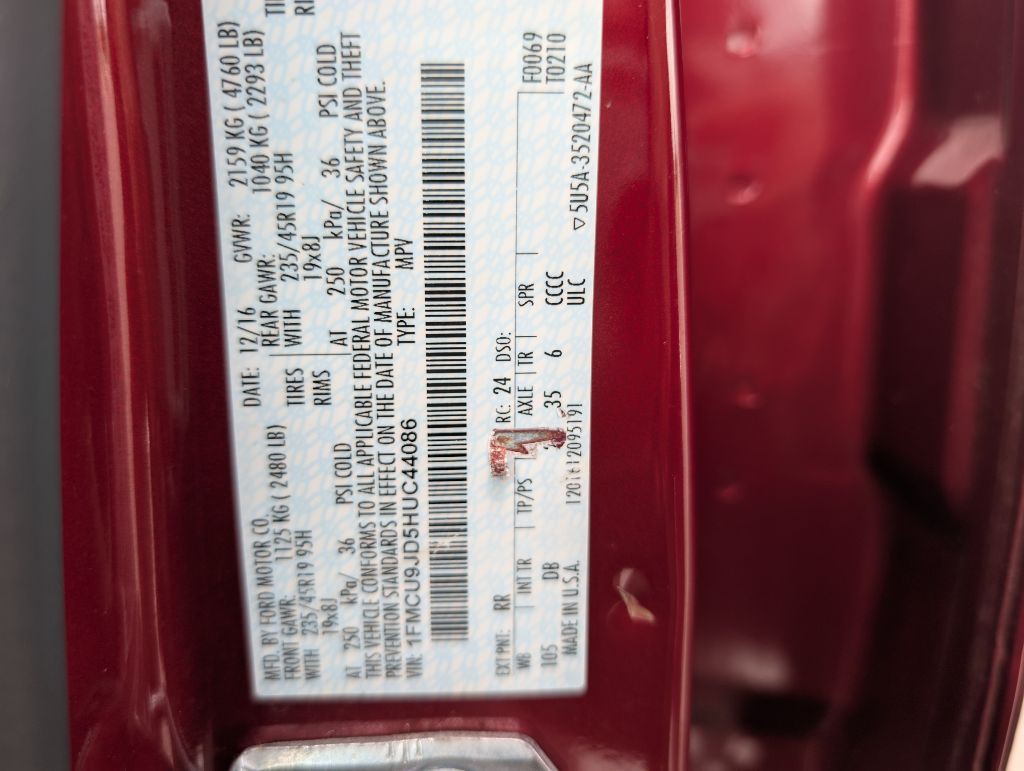 MFD. BY FORD MOTOR CO.
DATE: 12/16 GVWR: 2159 KG ( 4760 LB)
FRONT GAWR: 1125 KG ( 2480 LB)
REAR GAWR: 1040 KG ( 2293 LB)
WITH 235/45R19 95H TIRES WITH 235/45R19 95H
19x8J RIMS 19x8J
AT 250 kPa/ 36 PSI COLD AT 250 kPa/ 36 PSI COLD
THIS VEHICLE CONFORMS TO ALL APPLICABLE FEDERAL MOTOR VEHICLE SAFETY AND THEFT
PREVENTION STANDARDS IN EFFECT ON THE DATE OF MANUFACTURE SHOWN ABOVE.
VIN: 1FMCU9JD5HUC44086 TYPE: MPV
EXT PNT: RR RC: 24 DSO: F0069
WB INT TR TP/PS AXLE TR SPR T0210
105 DB 35 6 CCCC
MADE IN U.S.A. ULC
▽ 5U5A-3520472-AA